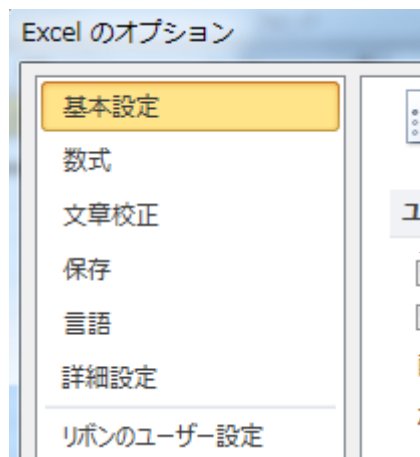 Excel のオプション
基本設定
数式
文章校正
保存
言語
詳細設定
リボンのユーザー設定
ユ